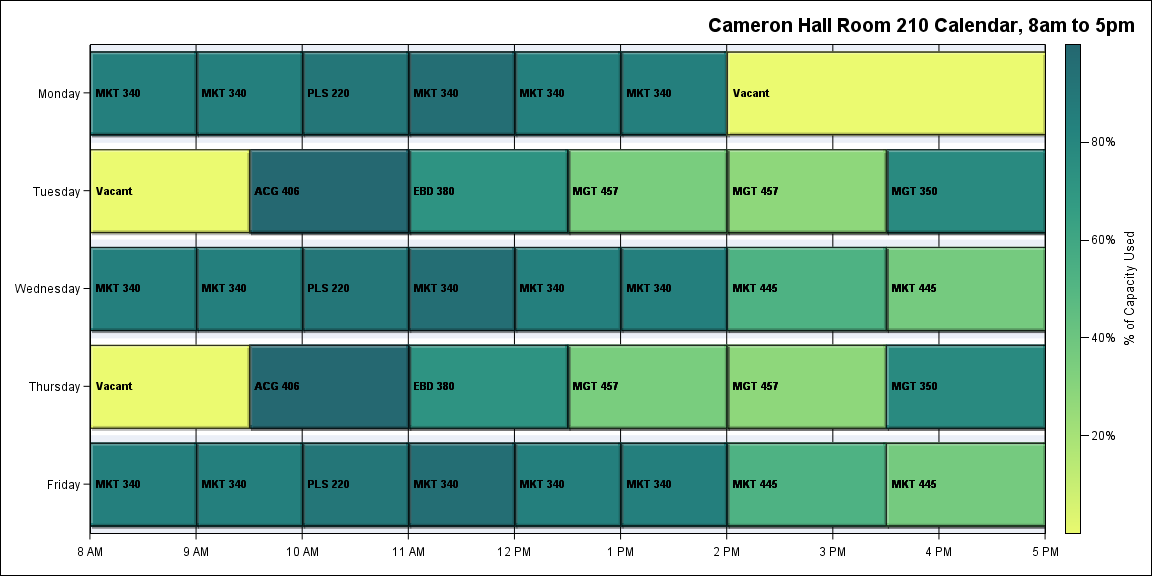 Cameron Hall Room 210 Calendar, 8am to 5pm
Monday
MKT 340
MKT 340
PLS 220
MKT 340
MKT 340
MKT 340
Vacant
Tuesday
Vacant
ACG 406
EBD 380
MGT 457
MGT 457
MGT 350
Wednesday
MKT 340
MKT 340
PLS 220
MKT 340
MKT 340
MKT 340
MKT 445
MKT 445
Thursday
Vacant
ACG 406
EBD 380
MGT 457
MGT 457
MGT 350
Friday
MKT 340
MKT 340
PLS 220
MKT 340
MKT 340
MKT 340
MKT 445
MKT 445
8 AM
9 AM
10 AM
11 AM
12 PM
1 PM
2 PM
3 PM
4 PM
5 PM
80%
60%
40%
20%
% of Capacity Used